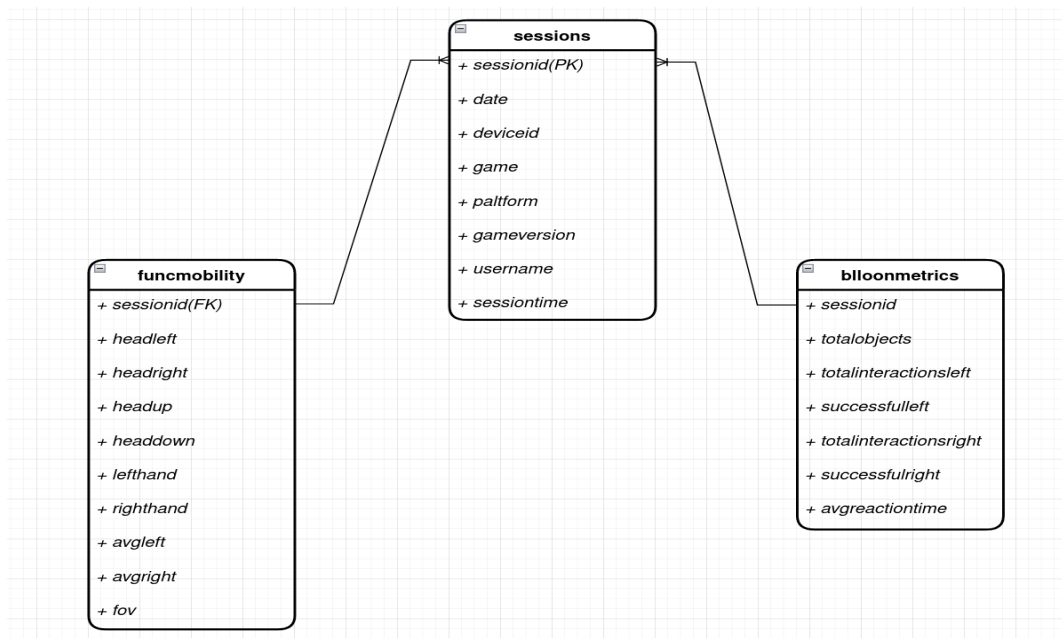 sessions
+ sessionid(PK)
+ date
+ deviceid
+ game
+ paltform
+ gameversion
+ username
+ sessiontime
funcmobility
+ sessionid(FK)
+ headleft
+ headright
+ headup
+ headdown
+ lefthand
+ righthand
+ avgleft
+ avgright
+ fov
blloonmetrics
+ sessionid
+ totalobjects
+ totalinteractionsleft
+ successfulleft
+ totalinteractionsright
+ successfulright
+ avgreactiontime